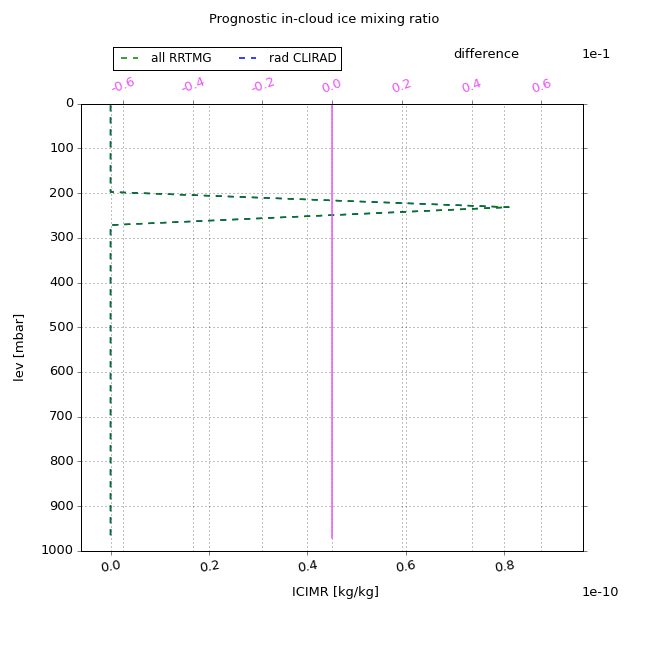 Prognostic in-cloud ice mixing ratio
all RRTMG rad CLIRAD difference 1e-1
-0.6 -0.4 -0.2 0.0 0.2 0.4 0.6
0
100
200
300
400
500
600
700
800
900
1000
lev [mbar]
0.0 0.2 0.4 0.6 0.8
ICIMR [kg/kg] 1e-10